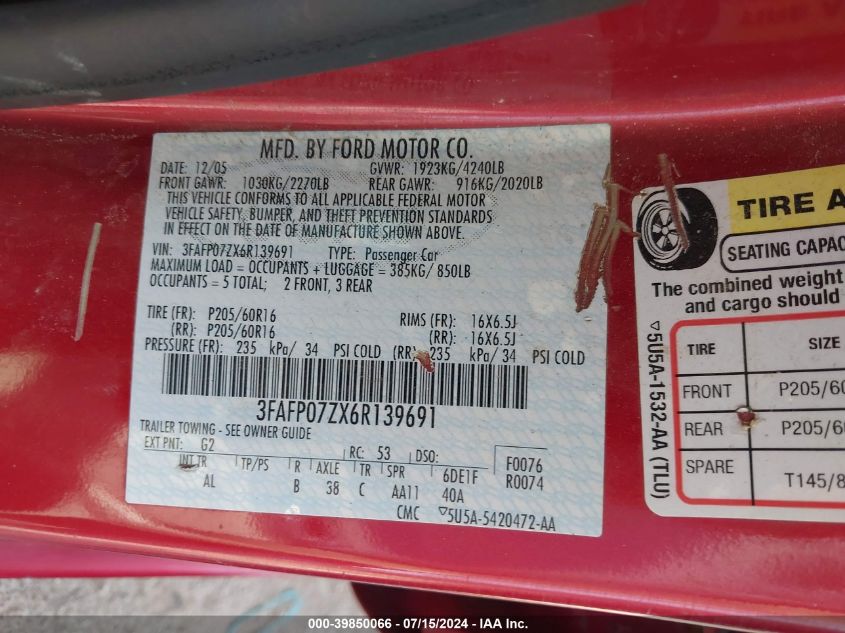 MFD. BY FORD MOTOR CO.
DATE: 12/05 GVWR: 1923KG/4240LB
FRONT GAWR: 1030KG/2270LB REAR GAWR: 916KG/2020LB
THIS VEHICLE CONFORMS TO ALL APPLICABLE FEDERAL MOTOR
VEHICLE SAFETY, BUMPER, AND THEFT PREVENTION STANDARDS
IN EFFECT ON THE DATE OF MANUFACTURE SHOWN ABOVE.
VIN: 3FAFP07ZX6R139691 TYPE: Passenger Car
MAXIMUM LOAD = OCCUPANTS + LUGGAGE = 385KG/ 850LB
OCCUPANTS = 5 TOTAL; 2 FRONT, 3 REAR
TIRE (FR): P205/60R16 RIMS (FR): 16X6.5J
(RR): P205/60R16 (RR): 16X6.5J
PRESSURE (FR): 235 kPa/ 34 PSI COLD (RR): 235 kPa/ 34 PSI COLD
3FAFP07ZX6R139691
TRAILER TOWING - SEE OWNER GUIDE
EXT PNT: G2 RC: 53 DSO: F0076
R0074
INT TR TP/PS R AXLE TR SPR 6DE1F
AL B 38 C AA11 40A
CMC ▽5U5A-5420472-AA
TIRE A
SEATING CAPAC
The combined weight
and cargo should
▽5U5A-1532-AA (TLU)
TIRE SIZE
FRONT P205/60
REAR P205/60
SPARE T145/8
000-39850066 - 07/15/2024 - IAA Inc.